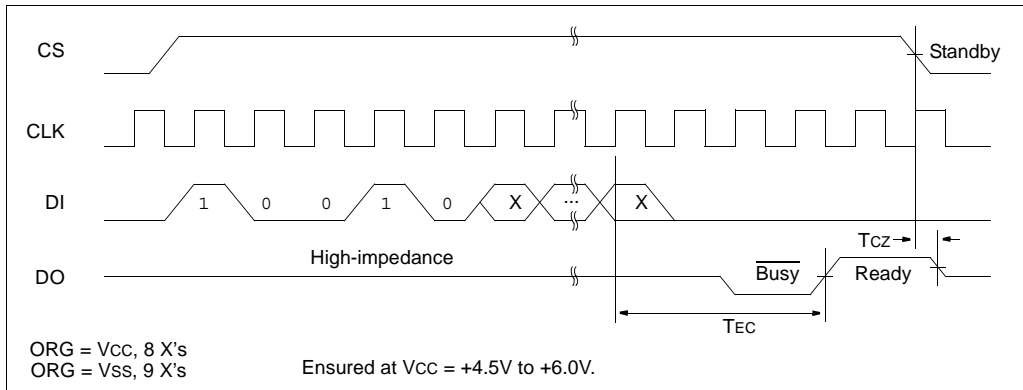 CS
Standby
CLK
DI
1 0 0 1 0 X ... X
TCZ
High-impedance
DO
Busy
Ready
TEC
ORG = VCC, 8 X's
ORG = VSS, 9 X's
Ensured at VCC = +4.5V to +6.0V.